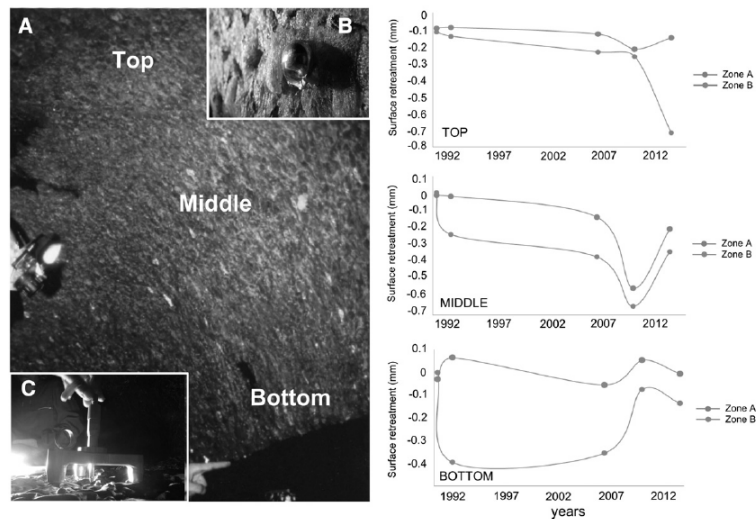 A
B
Top
Middle
Bottom
C
Surface retreatment (mm)
0
-0.1
-0.2
-0.3
-0.4
-0.5
-0.6
-0.7
-0.8
TOP
1992
1997
2002
2007
2012
Zone A
Zone B
Surface retreatment (mm)
0.1
0
-0.1
-0.2
-0.3
-0.4
-0.5
-0.6
-0.7
MIDDLE
1992
1997
2002
2007
2012
Zone A
Zone B
Surface retreatment (mm)
0.1
0
-0.1
-0.2
-0.3
-0.4
BOTTOM
1992
1997
2002
2007
2012
years
Zone A
Zone B